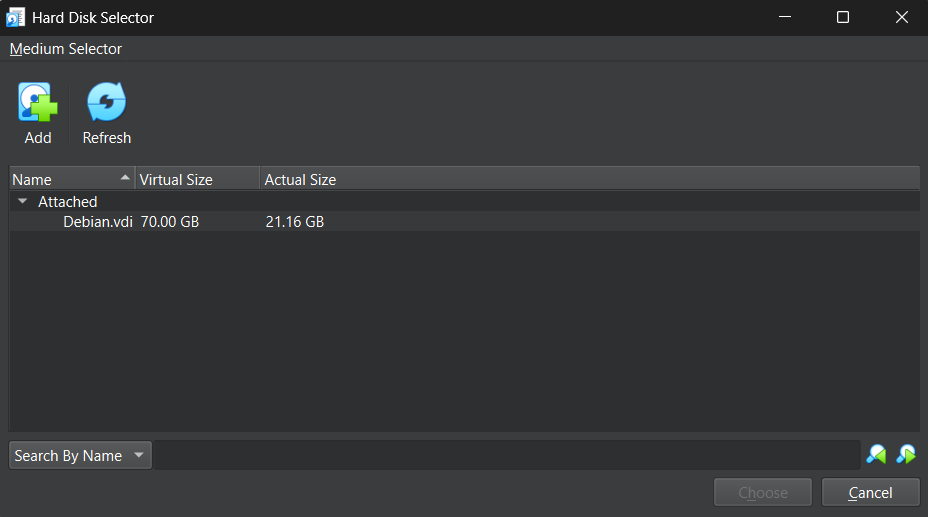 Hard Disk Selector
Medium Selector
Add
Refresh
Name Virtual Size Actual Size
Attached
Debian.vdi 70.00 GB 21.16 GB
Search By Name
Choose Cancel